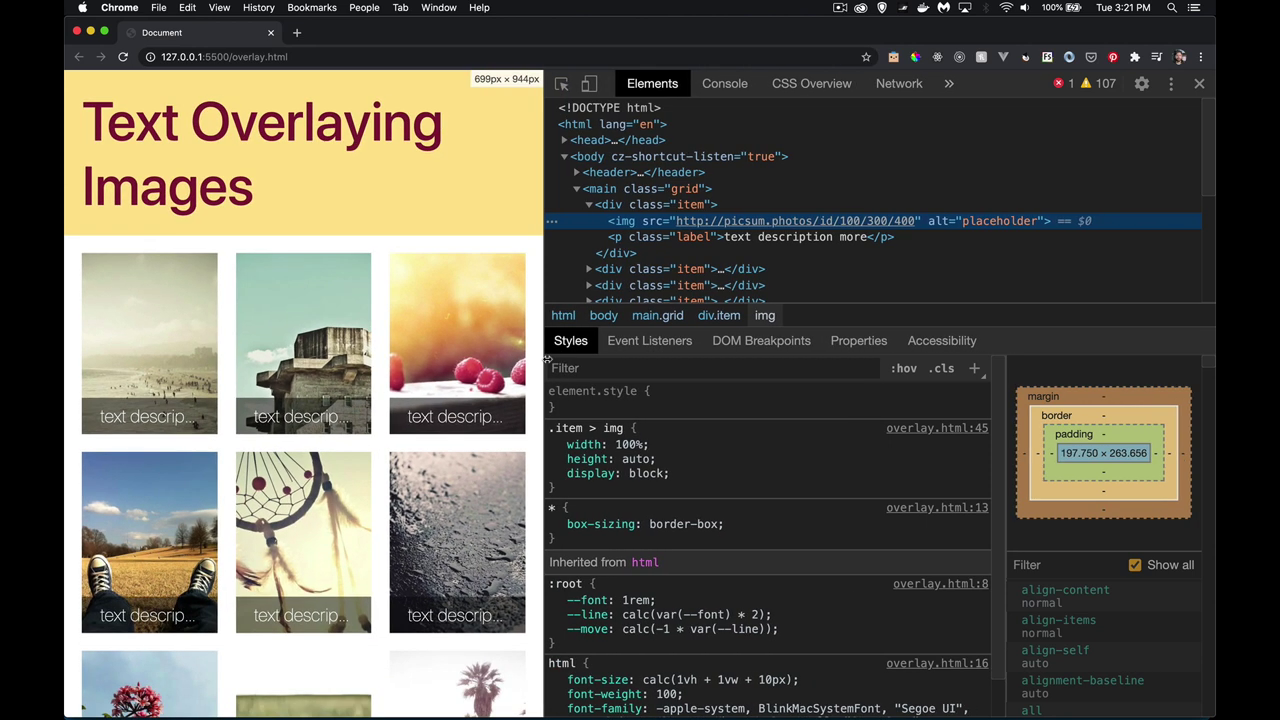 Chrome File Edit View History Bookmarks People Tab Window Help 100% Tue 3:21 PM
Document
127.0.0.1:5500/overlay.html
699px × 944px
Text Overlaying
Images
text descrip...
text descrip...
text descrip...
text descrip...
text descrip...
text descrip...
Elements Console CSS Overview Network » 1 107
<!DOCTYPE html>
<html lang="en">
<head>…</head>
<body cz-shortcut-listen="true">
<header>…</header>
<main class="grid">
<div class="item">
<img src="http://picsum.photos/id/100/300/400" alt="placeholder"> == $0
<p class="label">text description more</p>
</div>
<div class="item">…</div>
<div class="item">…</div>
<div class="item">…</div>
html body main.grid div.item img
Styles Event Listeners DOM Breakpoints Properties Accessibility
Filter :hov .cls +
element.style {
}
.item > img { overlay.html:45
width: 100%;
height: auto;
display: block;
}
* { overlay.html:13
box-sizing: border-box;
}
Inherited from html
:root { overlay.html:8
--font: 1rem;
--line: calc(var(--font) * 2);
--move: calc(-1 * var(--line));
}
html { overlay.html:16
font-size: calc(1vh + 1vw + 10px);
font-weight: 100;
font-family: -apple-system, BlinkMacSystemFont, "Segoe UI",
margin -
border -
padding -
- - - 197.750 × 263.656 - - -
-
-
-
Filter Show all
align-content
normal
align-items
normal
align-self
auto
alignment-baseline
auto
all